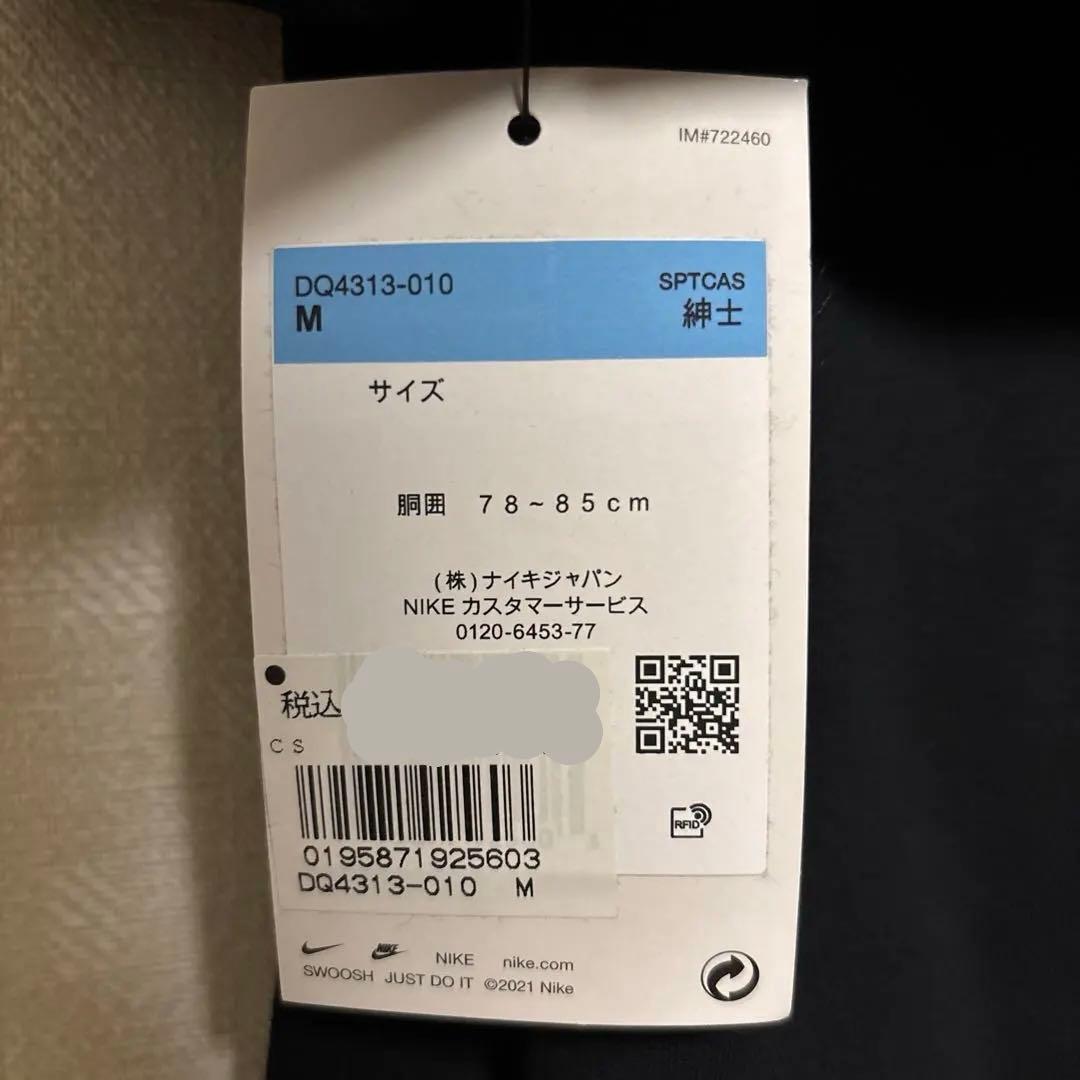 IM#722460
DQ4313-010
SPTCAS
M
紳士
サイズ
胴囲 78~85cm
(株)ナイキジャパン
NIKE カスタマーサービス
0120-6453-77
税込
CS
RFID
0195871925603
DQ4313-010 M
NIKE NIKE nike.com
SWOOSH JUST DO IT ©2021 Nike